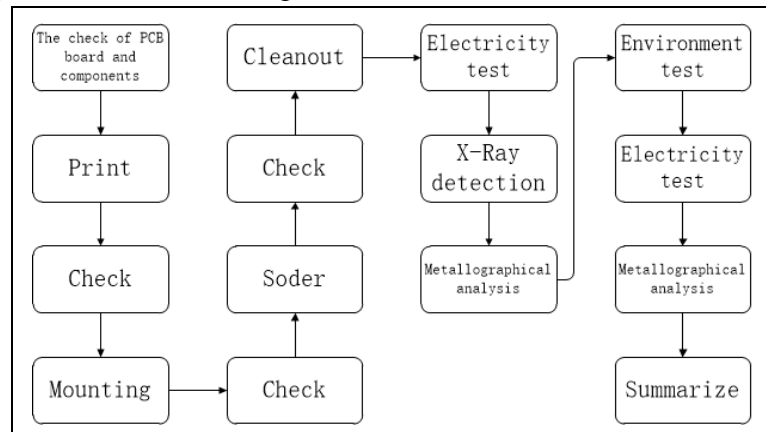 The check of PCB
board and
components
Print
Check
Mounting
Check
Soder
Check
Cleanout
Electricity
test
X-Ray
detection
Metallographical
analysis
Environment
test
Electricity
test
Metallographical
analysis
Summarize